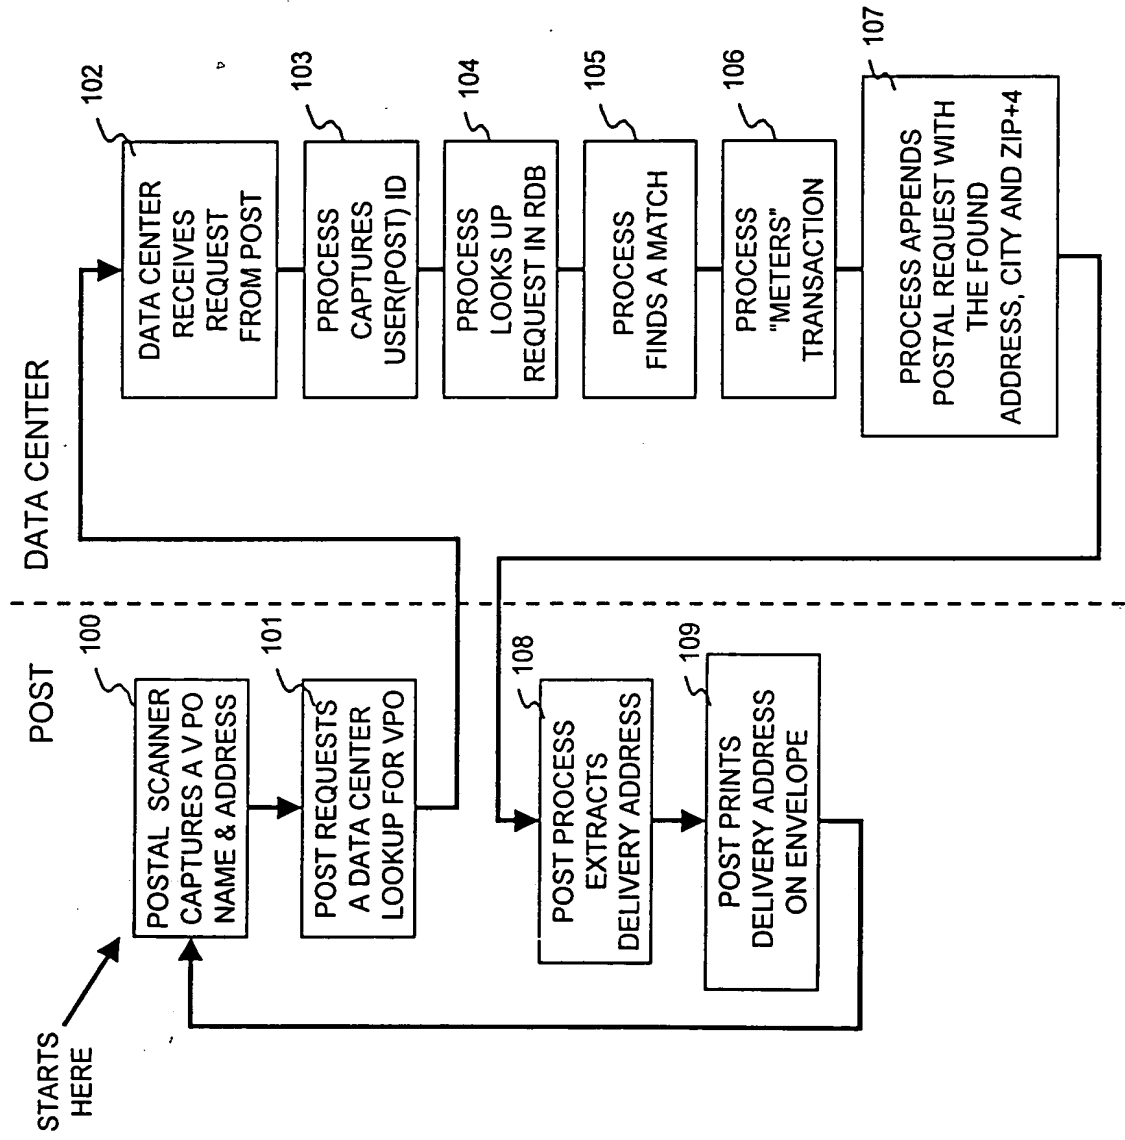 STARTS
HERE
POST
100
POSTAL SCANNER
CAPTURES A V PO
NAME & ADDRESS
101
POST REQUESTS
A DATA CENTER
LOOKUP FOR VPO
DATA CENTER
102
DATA CENTER
RECEIVES
REQUEST
FROM POST
103
PROCESS
CAPTURES
USER(POST) ID
104
PROCESS
LOOKS UP
REQUEST IN RDB
105
PROCESS
FINDS A MATCH
106
PROCESS
"METERS"
TRANSACTION
107
PROCESS APPENDS
POSTAL REQUEST WITH
THE FOUND
ADDRESS, CITY AND ZIP+4
108
POST PROCESS
EXTRACTS
DELIVERY ADDRESS
109
POST PRINTS
DELIVERY ADDRESS
ON ENVELOPE